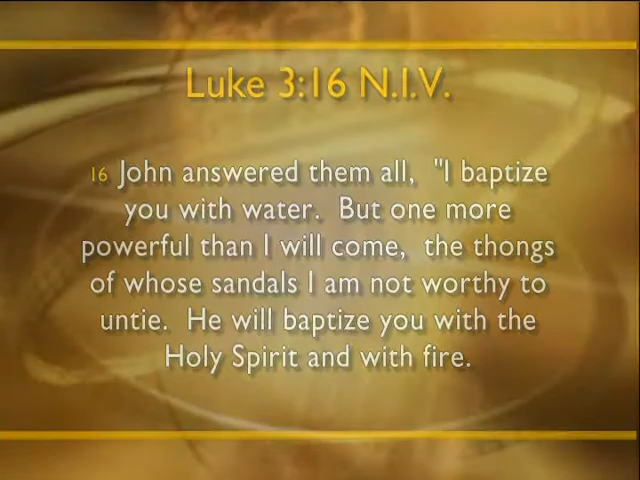 Luke 3:16 N.I.V.
16 John answered them all,  "I baptize
you with water.  But one more
powerful than I will come,  the thongs
of whose sandals I am not worthy to
untie.  He will baptize you with the
Holy Spirit and with fire.